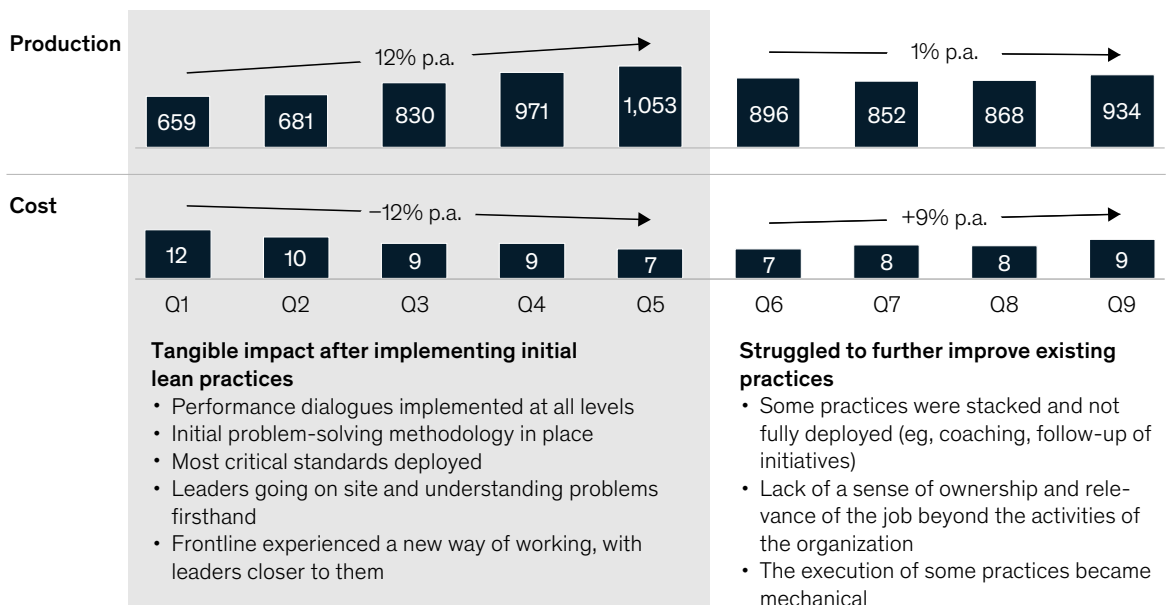 Production
12% p.a.
1% p.a.
659
681
830
971
1,053
896
852
868
934
Cost
−12% p.a.
+9% p.a.
12
10
9
9
7
7
8
8
9
Q1
Q2
Q3
Q4
Q5
Q6
Q7
Q8
Q9
Tangible impact after implementing initial
lean practices
• Performance dialogues implemented at all levels
• Initial problem-solving methodology in place
• Most critical standards deployed
• Leaders going on site and understanding problems
firsthand
• Frontline experienced a new way of working, with
leaders closer to them
Struggled to further improve existing
practices
• Some practices were stacked and not
fully deployed (eg, coaching, follow-up of
initiatives)
• Lack of a sense of ownership and rele-
vance of the job beyond the activities of
the organization
• The execution of some practices became
mechanical